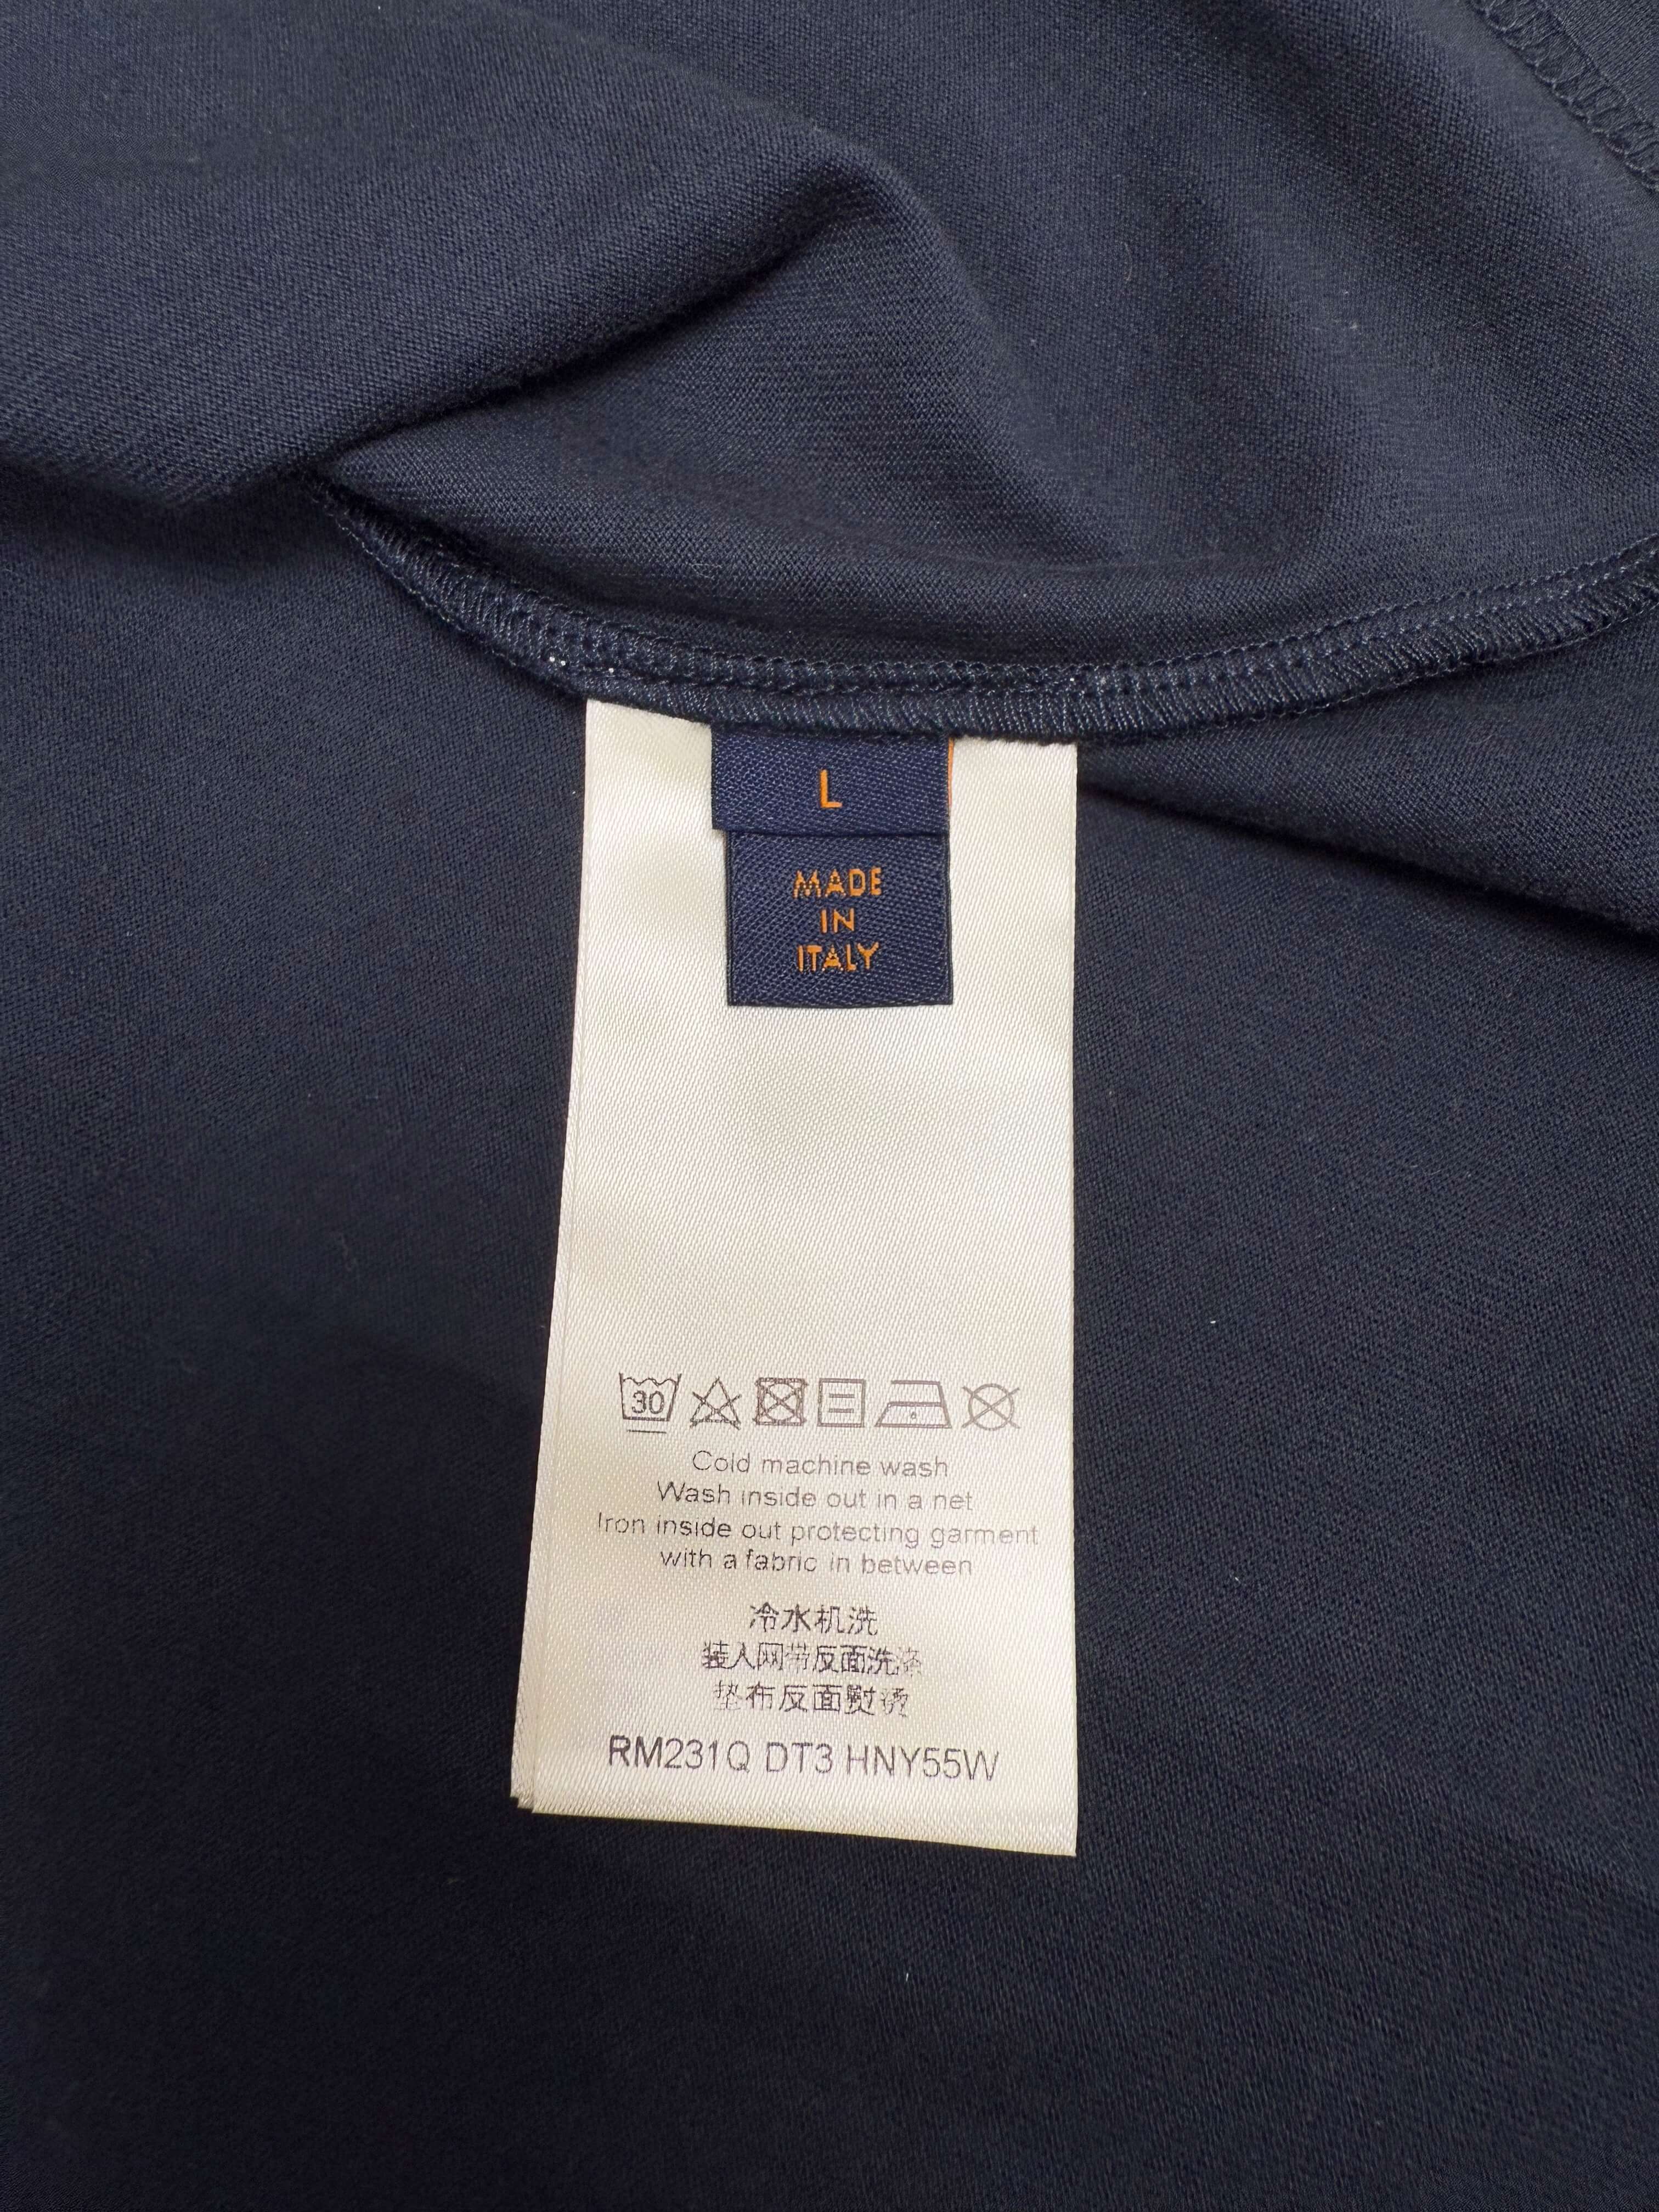 L
MADE
IN
ITALY
30
Cold machine wash
Wash inside out in a net
Iron inside out protecting garment
with a fabric in between
冷水机洗
装入网带反面洗涤
垫布反面熨烫
RM231Q DT3 HNY55W